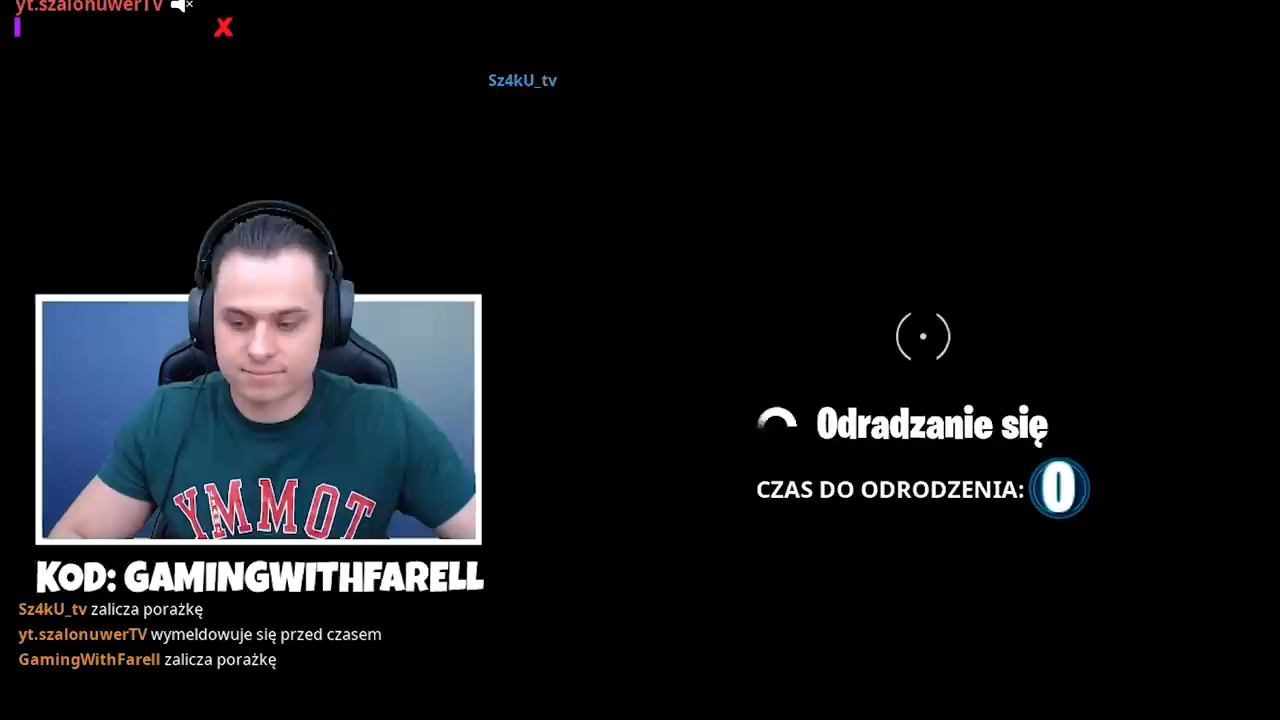 yt.szalonuwerTV
X
Sz4kU_tv
Odradzanie się
CZAS DO ODRODZENIA: 0
YMMOT
KOD: GAMINGWITHFARELL
Sz4kU_tv zalicza porażkę
yt.szalonuwerTV wymeldowuje się przed czasem
GamingWithFarell zalicza porażkę